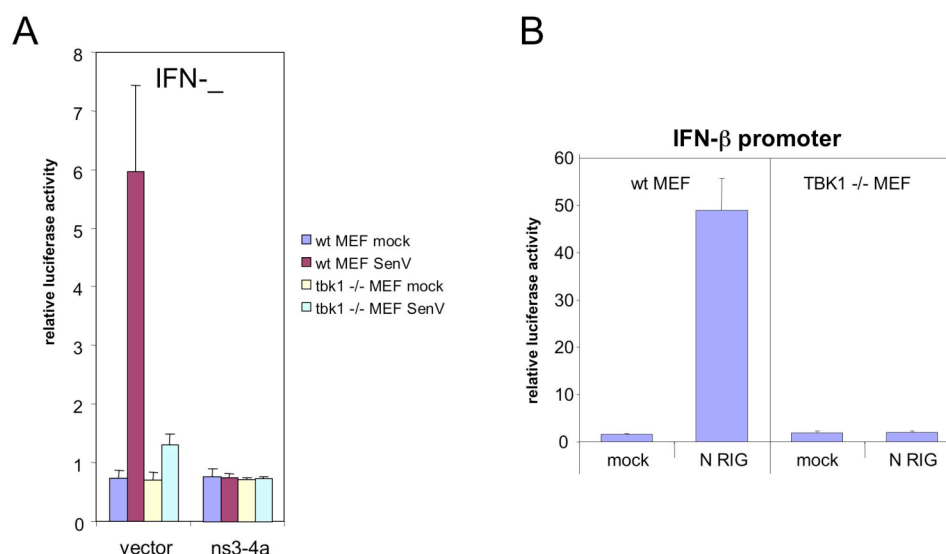 A
IFN-_
relative luciferase activity
8
7
6
5
4
3
2
1
0
vector
ns3-4a
wt MEF mock
wt MEF SenV
tbk1 -/- MEF mock
tbk1 -/- MEF SenV
B
IFN-β promoter
relative luciferase activity
60
50
40
30
20
10
0
wt MEF
TBK1 -/- MEF
mock
N RIG
mock
N RIG